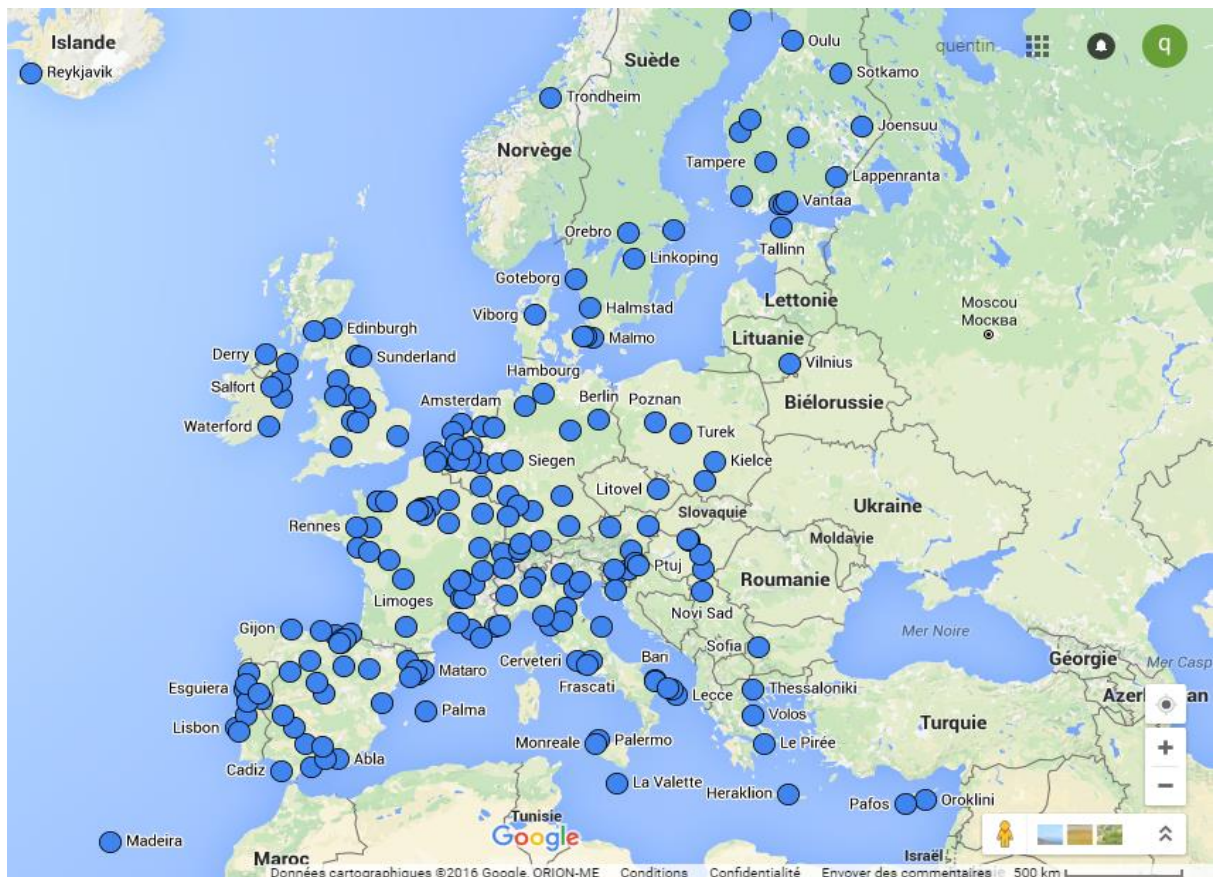 Islande
Reykjavik
quentin
q
Oulu
Suède
Sotkamo
Trondheim
Joensuu
Norvège
Tampere
Lappenranta
Vantaa
Orebro
Tallinn
Linkoping
Goteborg
Lettonie
Moscou
Москва
Halmstad
Viborg
Edinburgh
Malmo
Lituanie
Derry
Sunderland
Vilnius
Hambourg
Salfort
Amsterdam
Berlin
Poznan
Biélorussie
Waterford
Turek
Siegen
Kielce
Litovel
Ukraine
Slovaquie
Rennes
Moldavie
Ptuj
Roumanie
Limoges
Novi Sad
Gijon
Mer Noire
Sofia
Cerveteri
Bari
Géorgie
Mer Casp
Mataro
Esguiera
Frascati
Lecce
Thessaloniki
Azerbaïdjan
Palma
Volos
Turquie
Lisbon
Monreale
Palermo
Le Pirée
Abla
+
Cadiz
La Valette
Heraklion
−
Pafos
Oroklini
Tunisie
Google
Madeira
Maroc
Israël
Données cartographiques ©2016 Google, ORION-ME Conditions Confidentialité Envoyer des commentaires 500 km